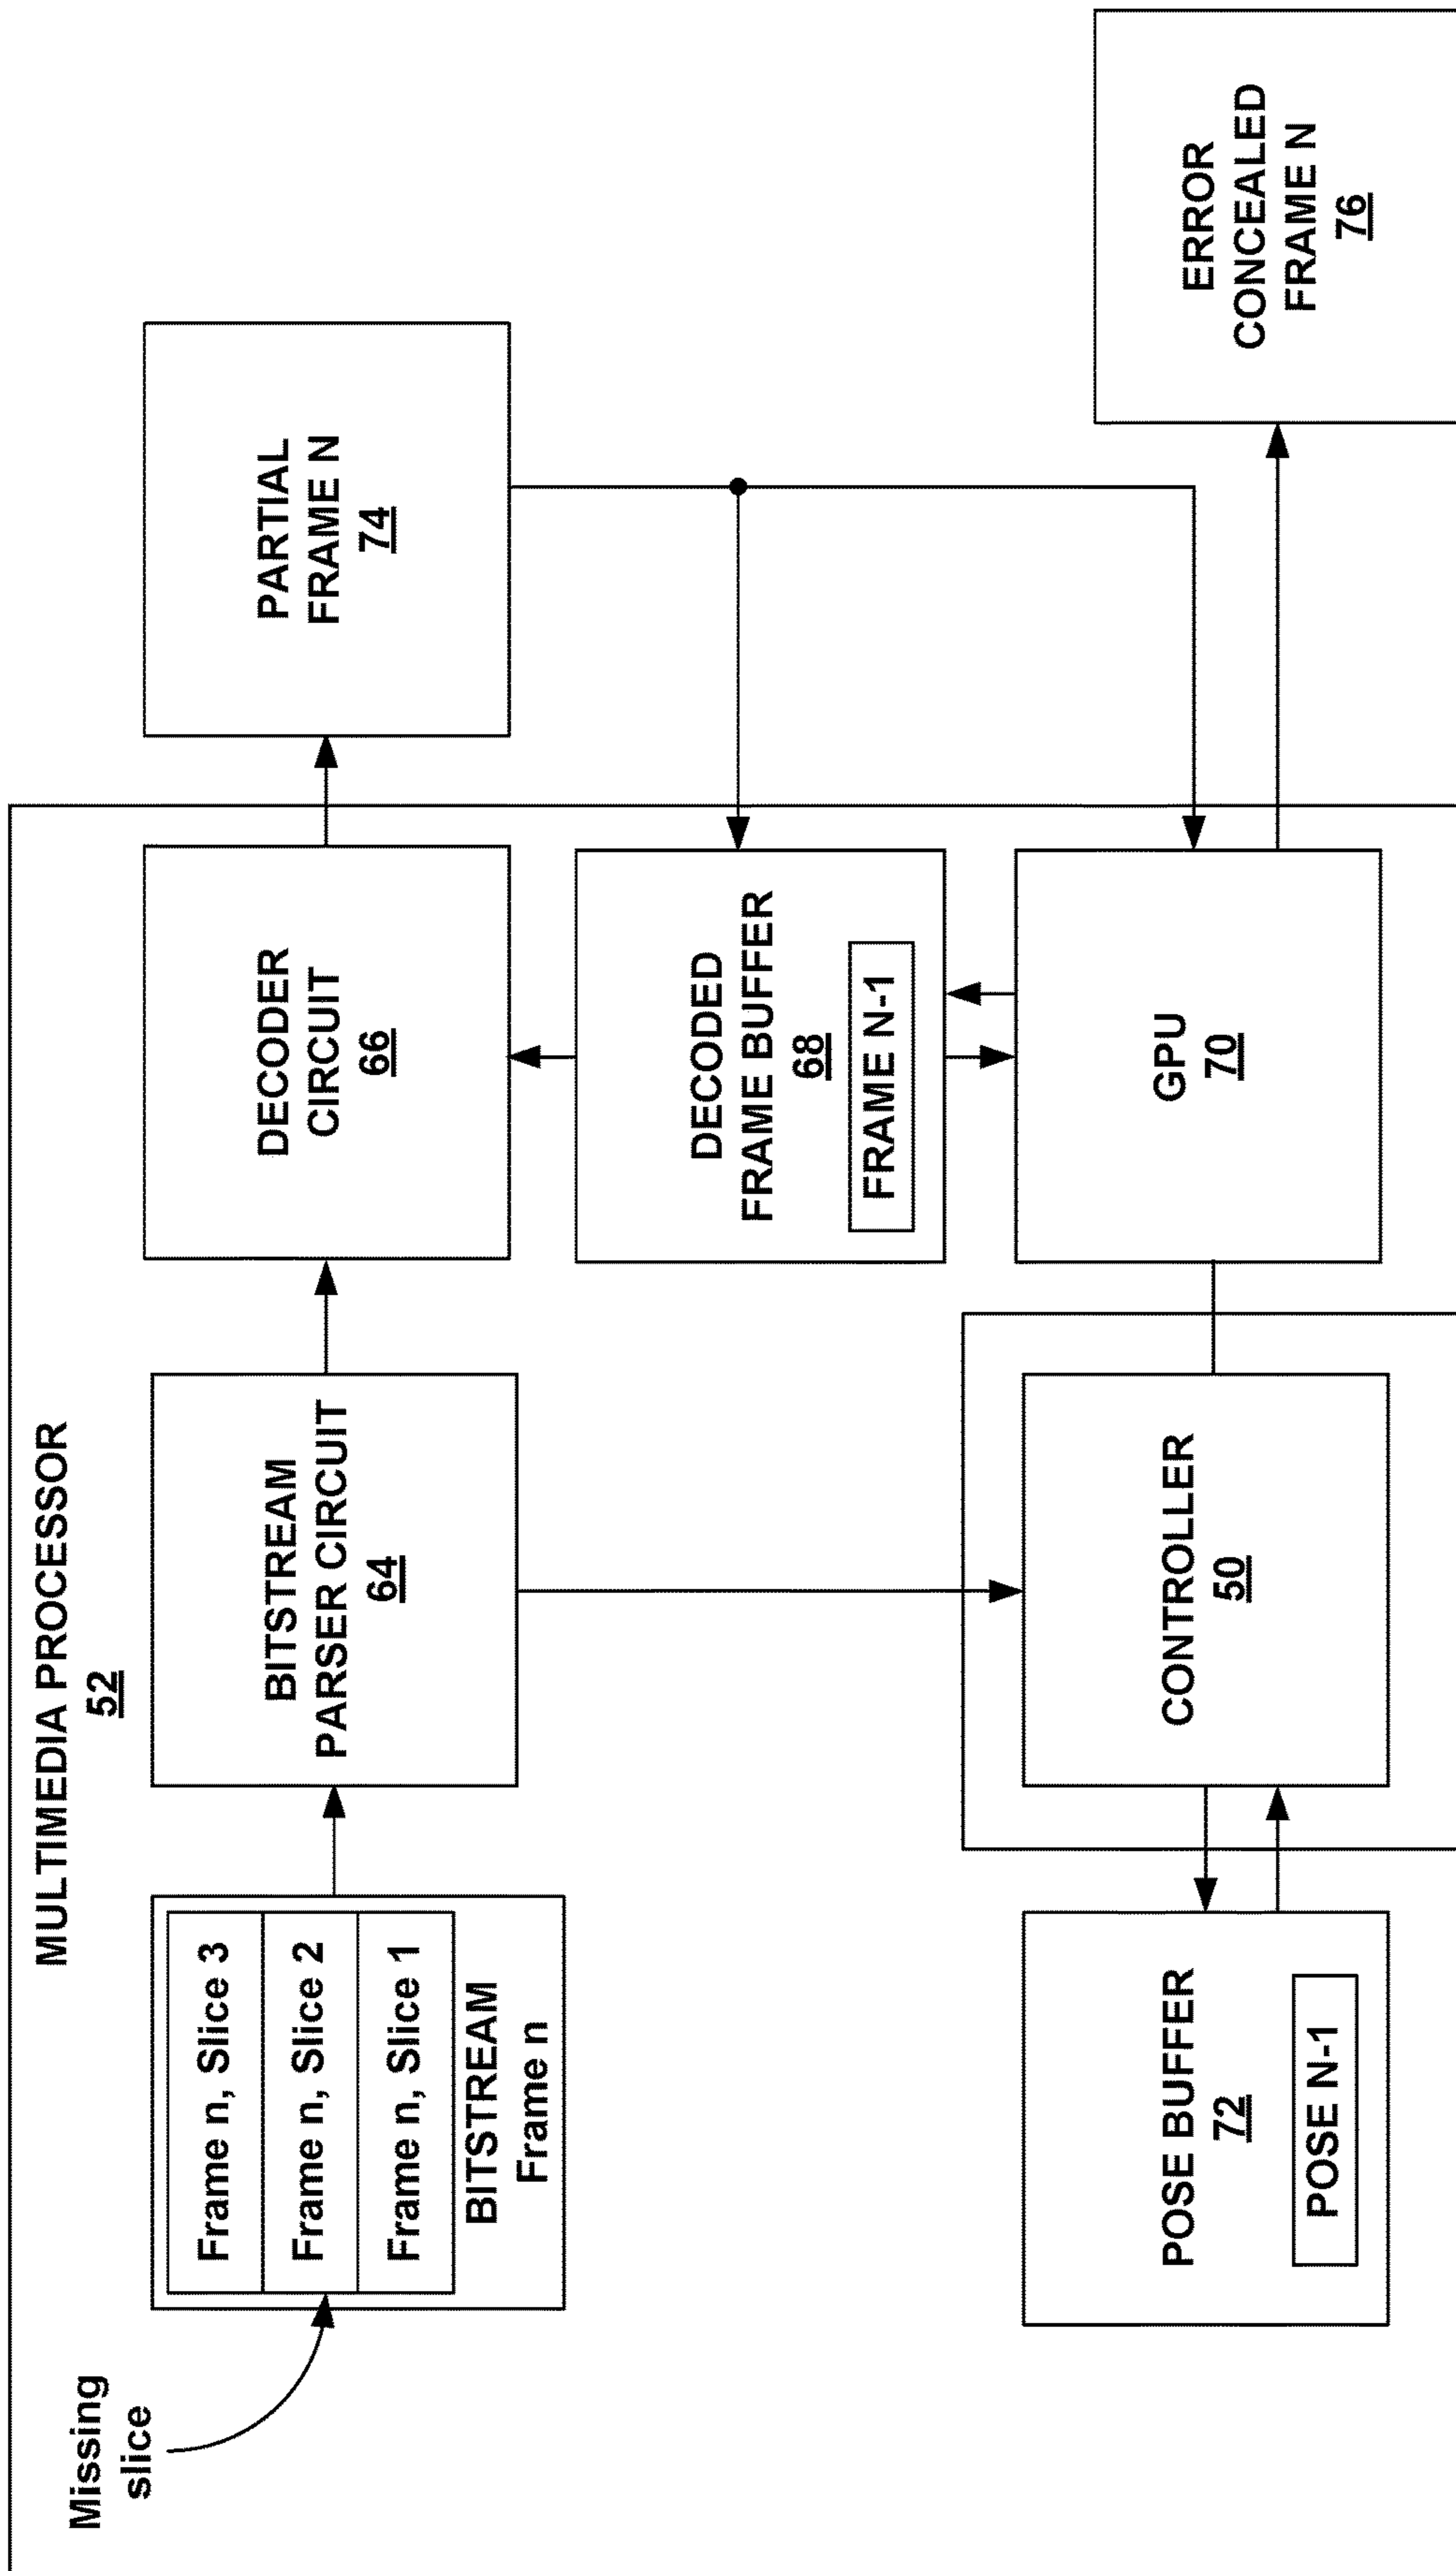 MULTIMEDIA PROCESSOR
52
Missing
slice
Frame n, Slice 3
Frame n, Slice 2
Frame n, Slice 1
BITSTREAM
Frame n
BITSTREAM
PARSER CIRCUIT
64
DECODER
CIRCUIT
66
PARTIAL
FRAME N
74
DECODED
FRAME BUFFER
68
FRAME N-1
POSE BUFFER
72
POSE N-1
CONTROLLER
50
GPU
70
ERROR
CONCEALED
FRAME N
76